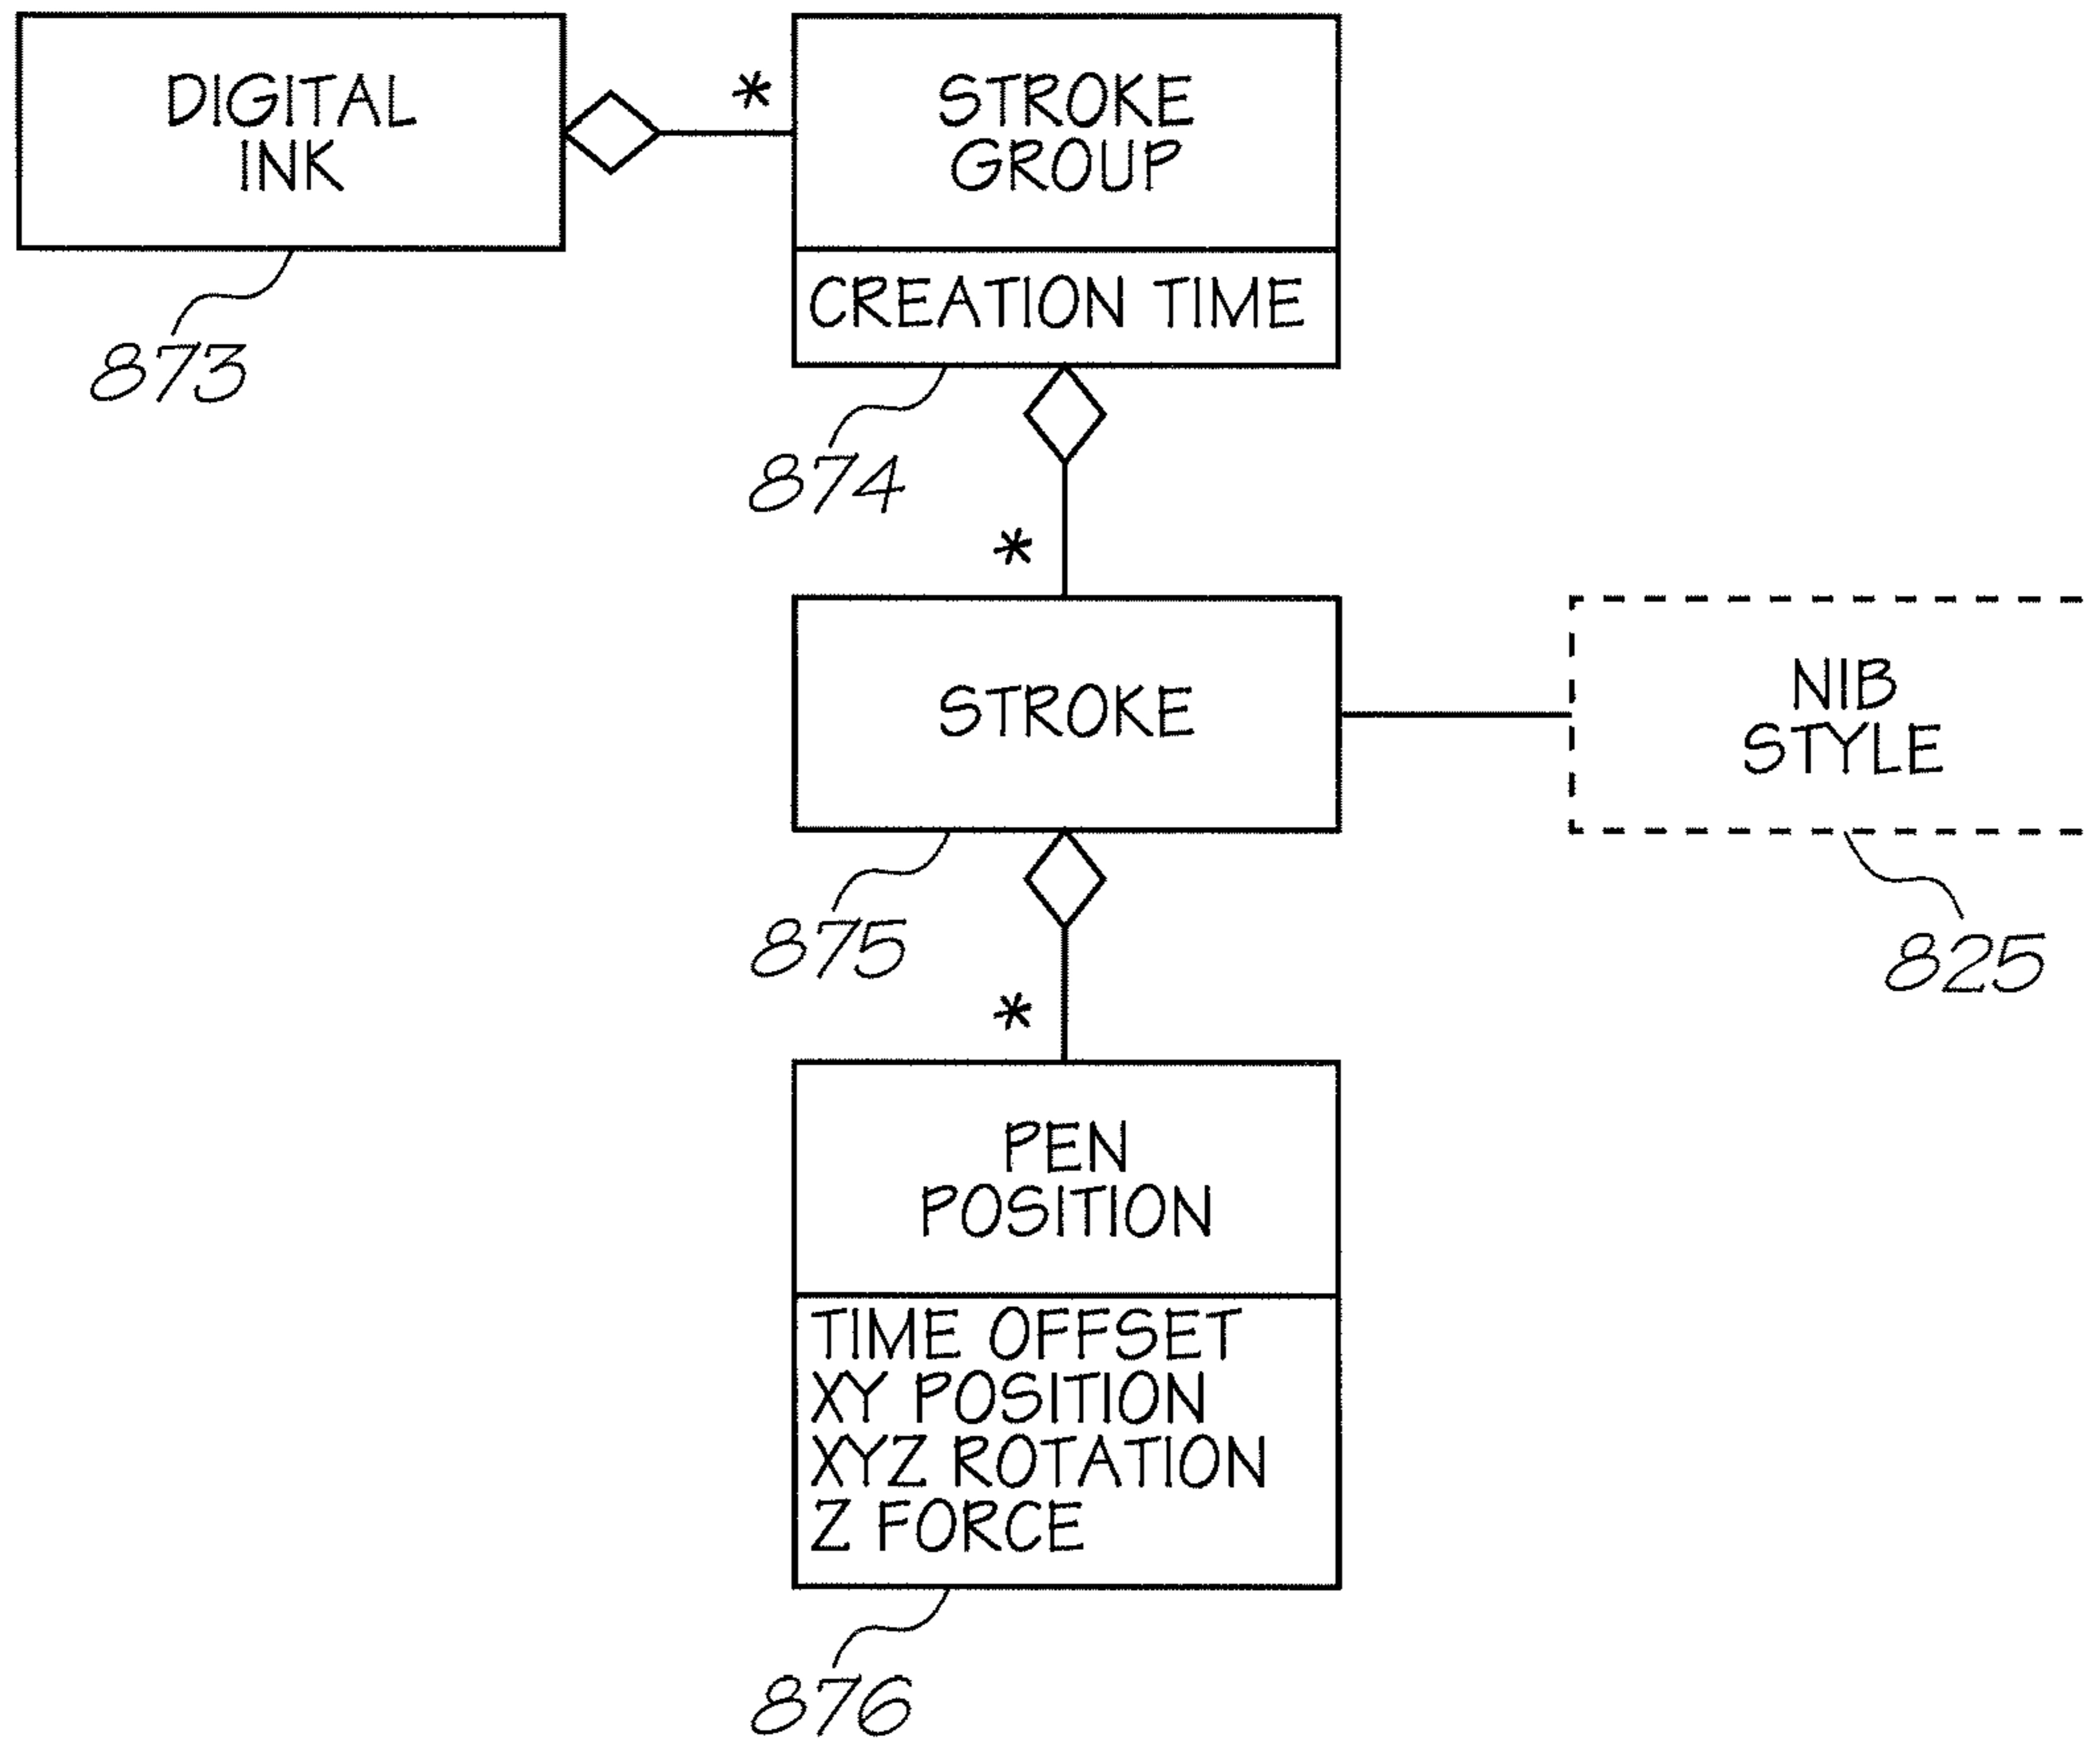 DIGITAL
INK
*
STROKE
GROUP
CREATION TIME
873
874
*
STROKE
NIB
STYLE
875
825
*
PEN
POSITION
TIME OFFSET
XY POSITION
XYZ ROTATION
Z FORCE
876